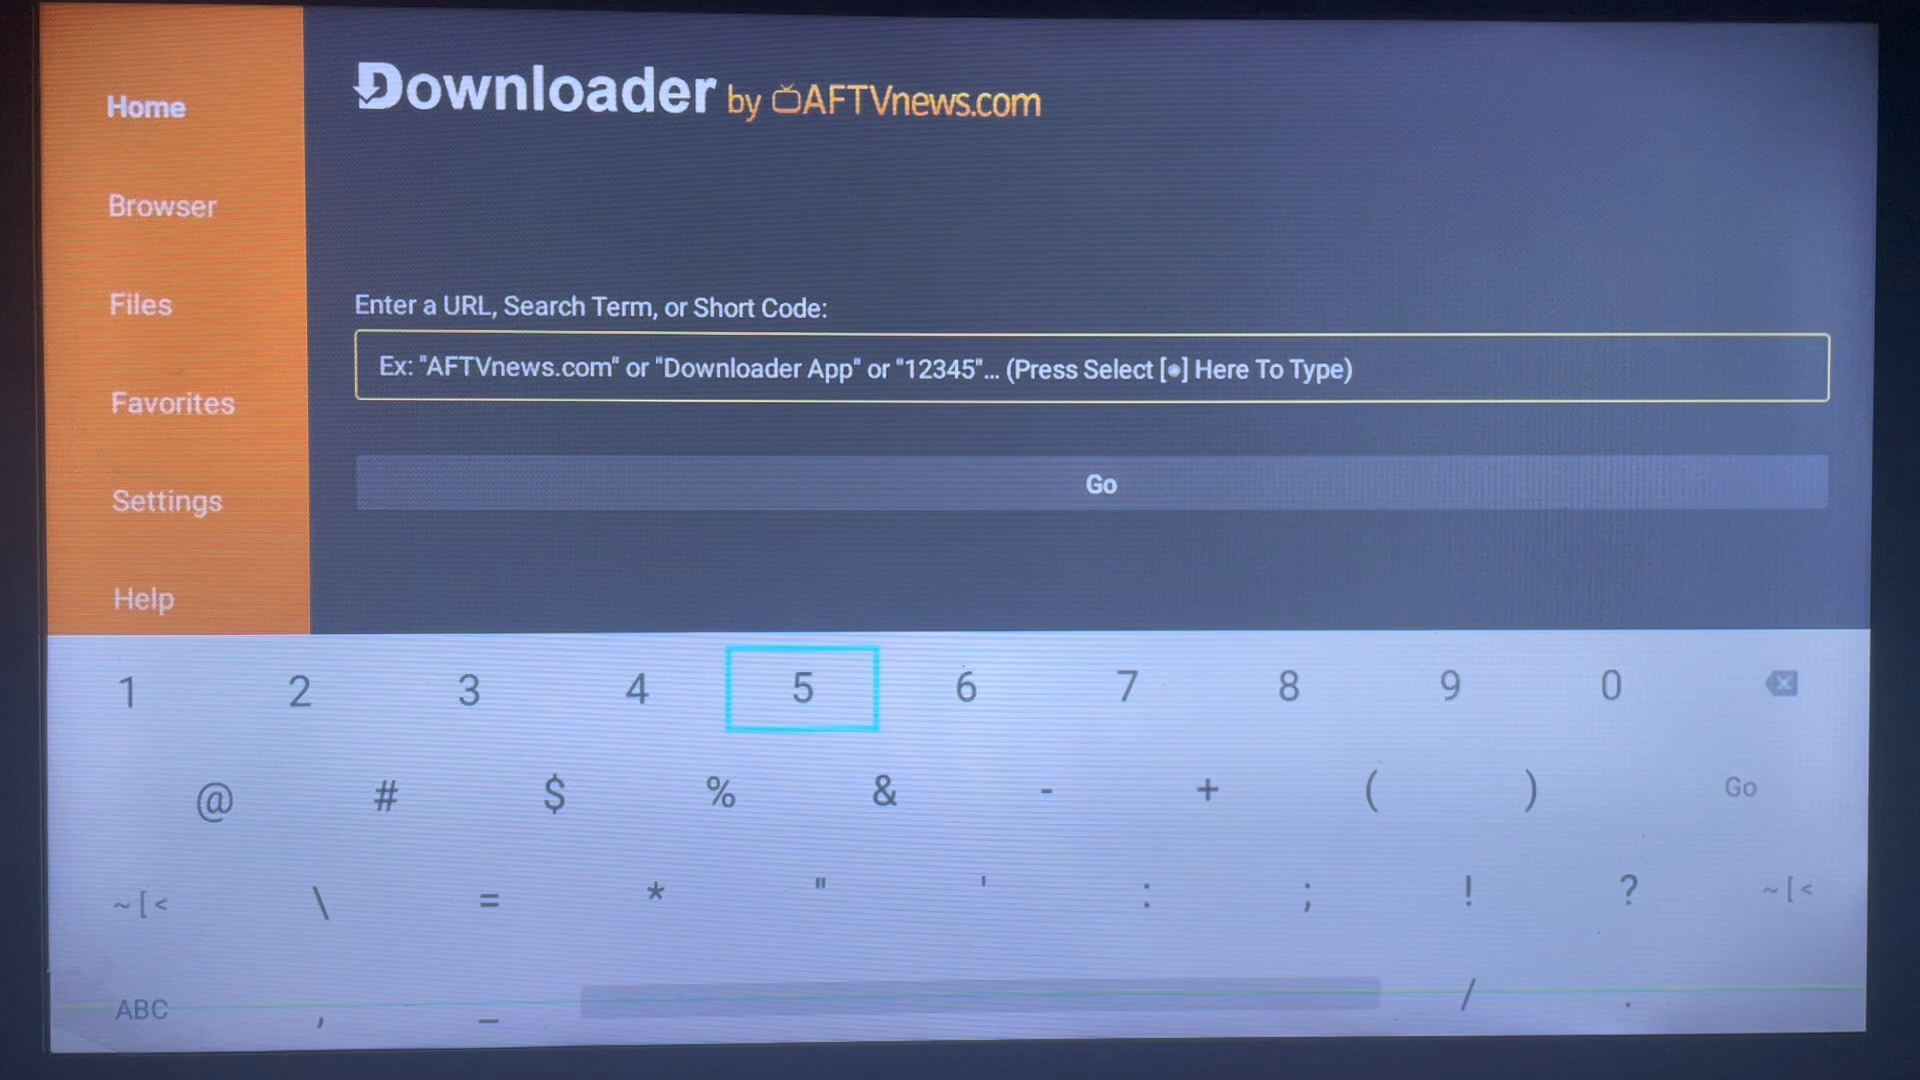 Downloader by AFTVnews.com
Home
Browser
Files
Favorites
Settings
Help
Enter a URL, Search Term, or Short Code:
Ex: "AFTVnews.com" or "Downloader App" or "12345"... (Press Select [●] Here To Type)
Go
1 2 3 4 5 6 7 8 9 0
@ # $ % & - + ( ) Go
~[< \ = * " ' : ; ! ? ~[<
ABC , _ / .